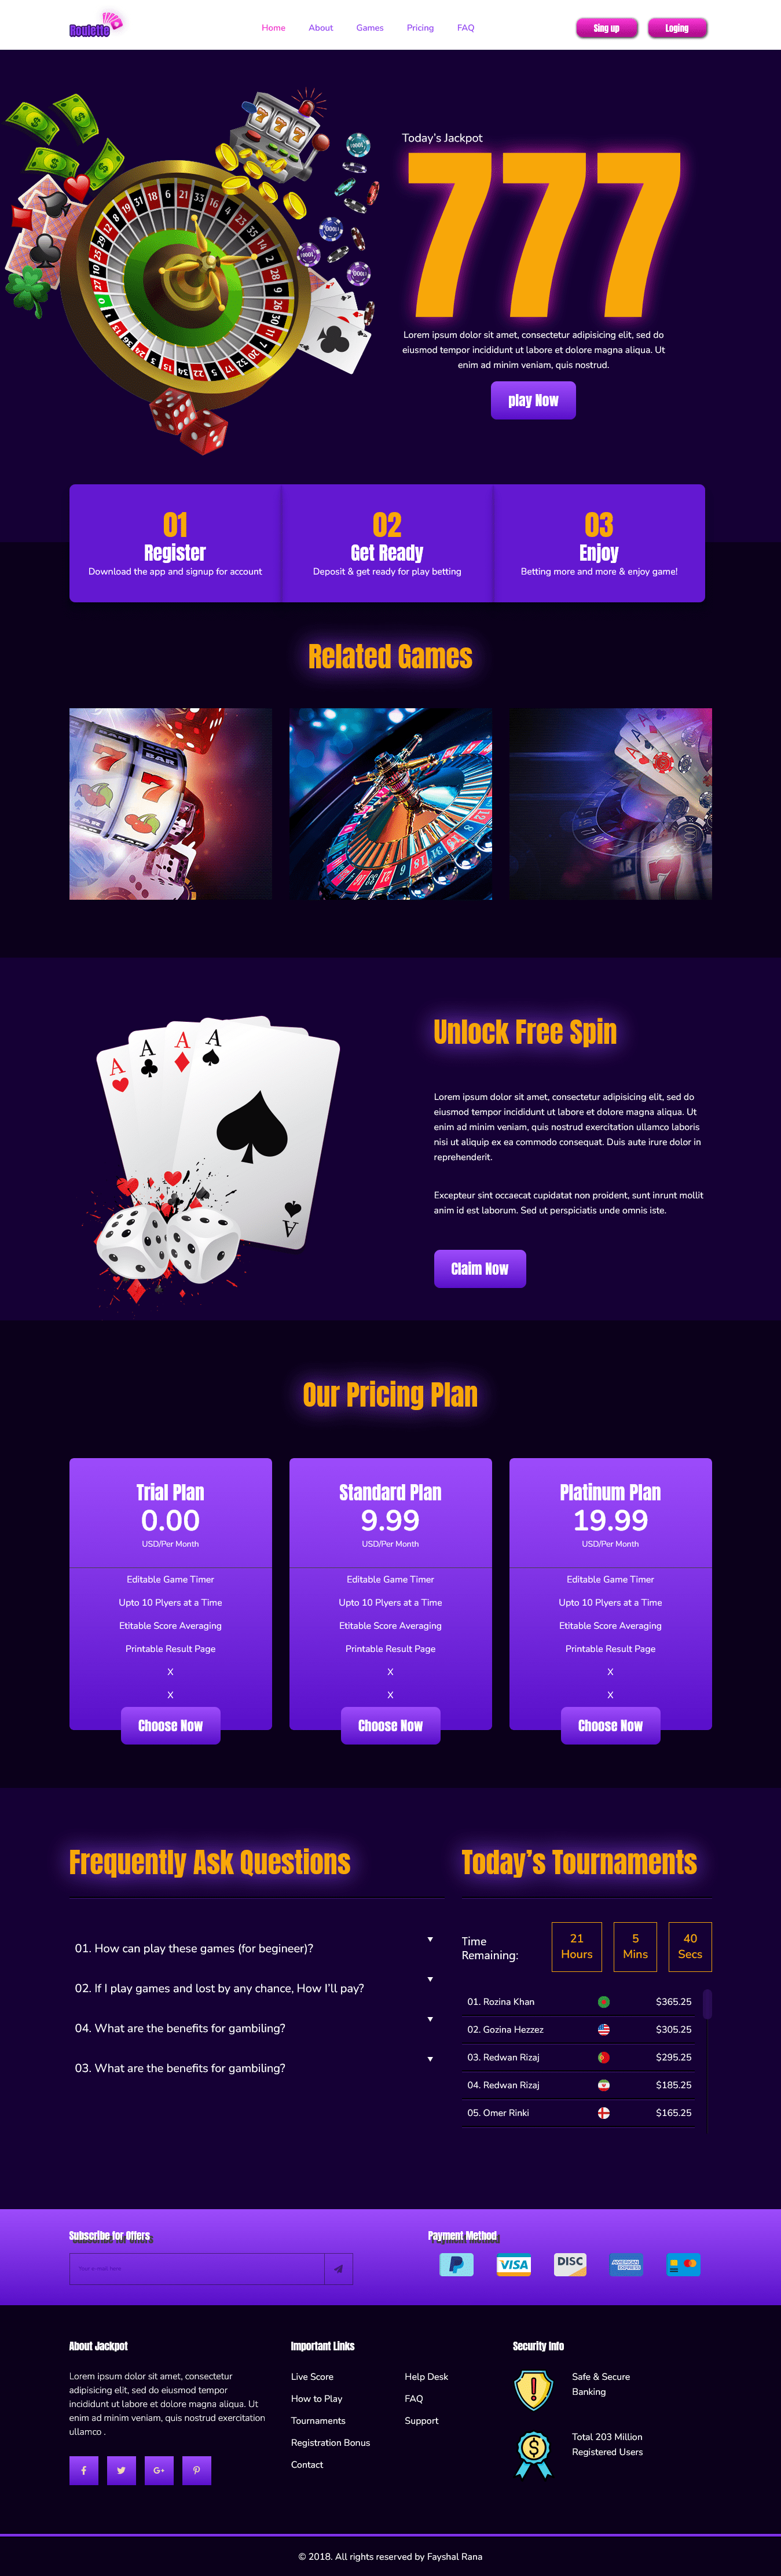 Roulette
Home About Games Pricing FAQ
Sing up Loging
Today's Jackpot
777
Lorem ipsum dolor sit amet, consectetur adipisicing elit, sed do
eiusmod tempor incididunt ut labore et dolore magna aliqua. Ut
enim ad minim veniam, quis nostrud.
play Now
01
Register
Download the app and signup for account
02
Get Ready
Deposit & get ready for play betting
03
Enjoy
Betting more and more & enjoy game!
Related Games
Unlock Free Spin
Lorem ipsum dolor sit amet, consectetur adipisicing elit, sed do
eiusmod tempor incididunt ut labore et dolore magna aliqua. Ut
enim ad minim veniam, quis nostrud exercitation ullamco laboris
nisi ut aliquip ex ea commodo consequat. Duis aute irure dolor in
reprehenderit.
Excepteur sint occaecat cupidatat non proident, sunt inrunt mollit
anim id est laborum. Sed ut perspiciatis unde omnis iste.
Claim Now
Our Pricing Plan
Trial Plan
0.00
USD/Per Month
Editable Game Timer
Upto 10 Plyers at a Time
Etitable Score Averaging
Printable Result Page
X
X
Choose Now
Standard Plan
9.99
USD/Per Month
Editable Game Timer
Upto 10 Plyers at a Time
Etitable Score Averaging
Printable Result Page
X
X
Choose Now
Platinum Plan
19.99
USD/Per Month
Editable Game Timer
Upto 10 Plyers at a Time
Etitable Score Averaging
Printable Result Page
X
X
Choose Now
Frequently Ask Questions
01. How can play these games (for begineer)?
02. If I play games and lost by any chance, How I'll pay?
04. What are the benefits for gambiling?
03. What are the benefits for gambiling?
Today's Tournaments
Time
Remaining:
21
Hours
5
Mins
40
Secs
01. Rozina Khan $365.25
02. Gozina Hezzez $305.25
03. Redwan Rizaj $295.25
04. Redwan Rizaj $185.25
05. Omer Rinki $165.25
Subscribe for Offers
Payment Method
VISA
DISC
AMERICAN
EXPRESS
About Jackpot
Lorem ipsum dolor sit amet, consectetur
adipisicing elit, sed do eiusmod tempor
incididunt ut labore et dolore magna aliqua. Ut
enim ad minim veniam, quis nostrud exercitation
ullamco .
Important Links
Live Score
How to Play
Tournaments
Registration Bonus
Contact
Help Desk
FAQ
Support
Security Info
Safe & Secure
Banking
Total 203 Million
Registered Users
© 2018. All rights reserved by Fayshal Rana